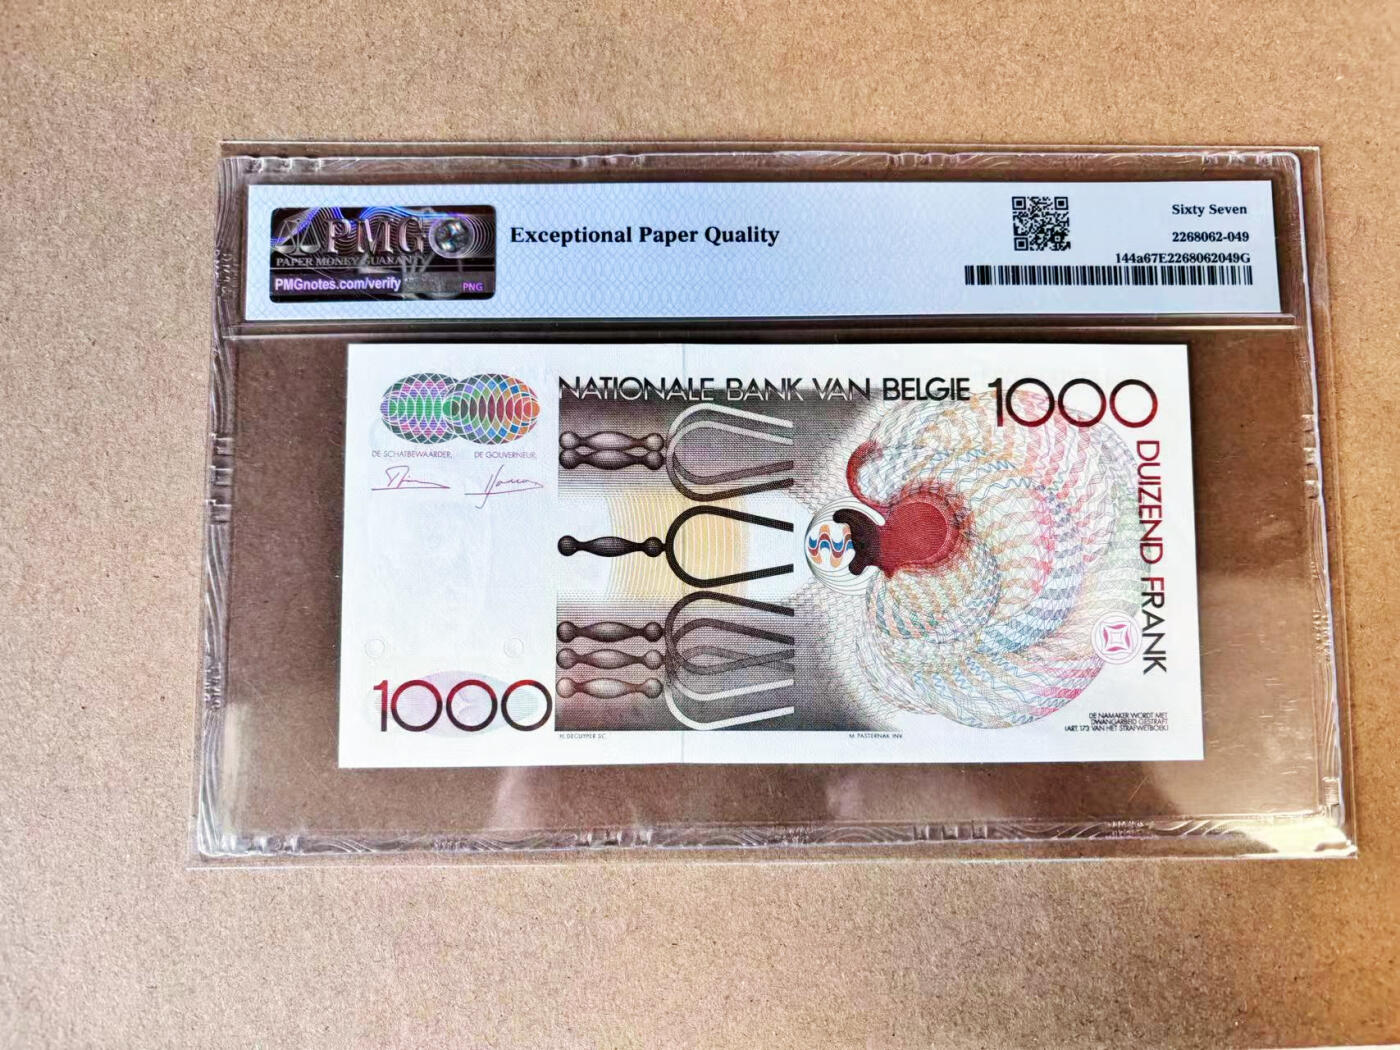 PMG
PAPER MONEY GUARANTY
PMGnotes.com/verify
PNG
Exceptional Paper Quality
Sixty Seven
2268062-049
144a67E2268062049G
NATIONALE BANK VAN BELGIE 1000
DE SCHATBEWAARDER,
DE GOUVERNEUR,
DUIZEND FRANK
1000
H. DECUYPER SC.
M. PASTERNAK INV.
DE NAMAKER WORDT MET
DWANGARBEID GESTRAFT
(ART. 173 VAN HET STRAFWETBOEK)